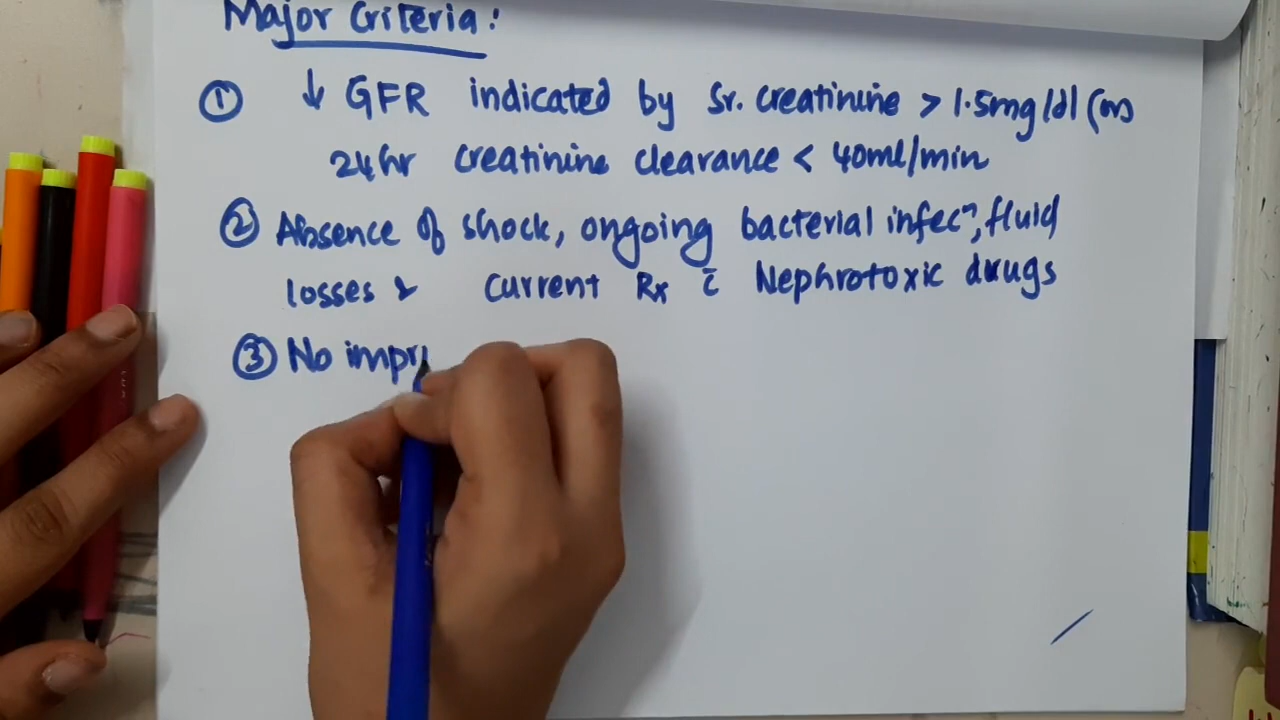 Major Criteria:
① ↓ GFR indicated by Sr. creatinine > 1.5mg/dl (or)
24hr creatinine clearance < 40ml/min
② Absence of shock, ongoing bacterial infecⁿ, fluid
losses & current Rx c̄ Nephrotoxic drugs
③ No impr